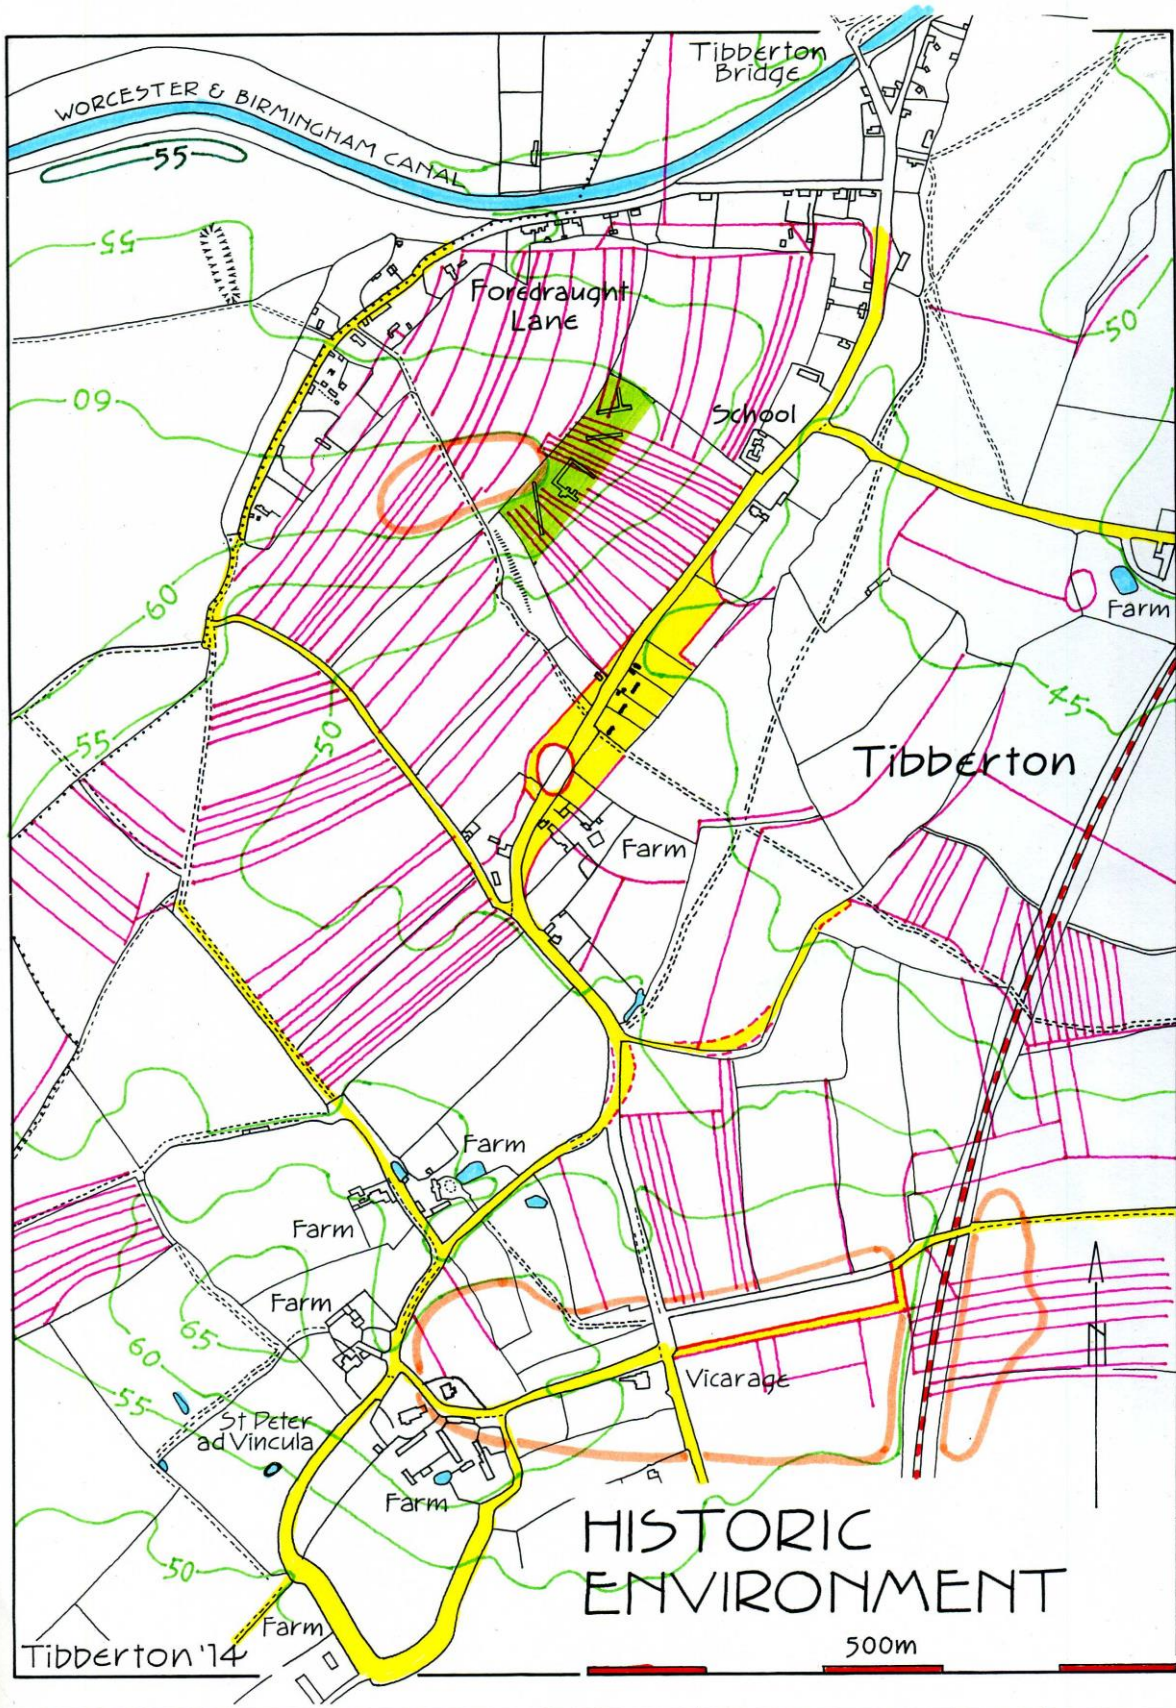 Tibberton
Bridge
WORCESTER & BIRMINGHAM CANAL
55
55
Foredraught
Lane
50
60
School
60
Farm
45
55
50
Tibberton
Farm
Farm
Farm
Farm
65
60
Vicarage
55
St Peter
ad Vincula
N
Farm
HISTORIC
ENVIRONMENT
50
Farm
Tibberton '14
500m